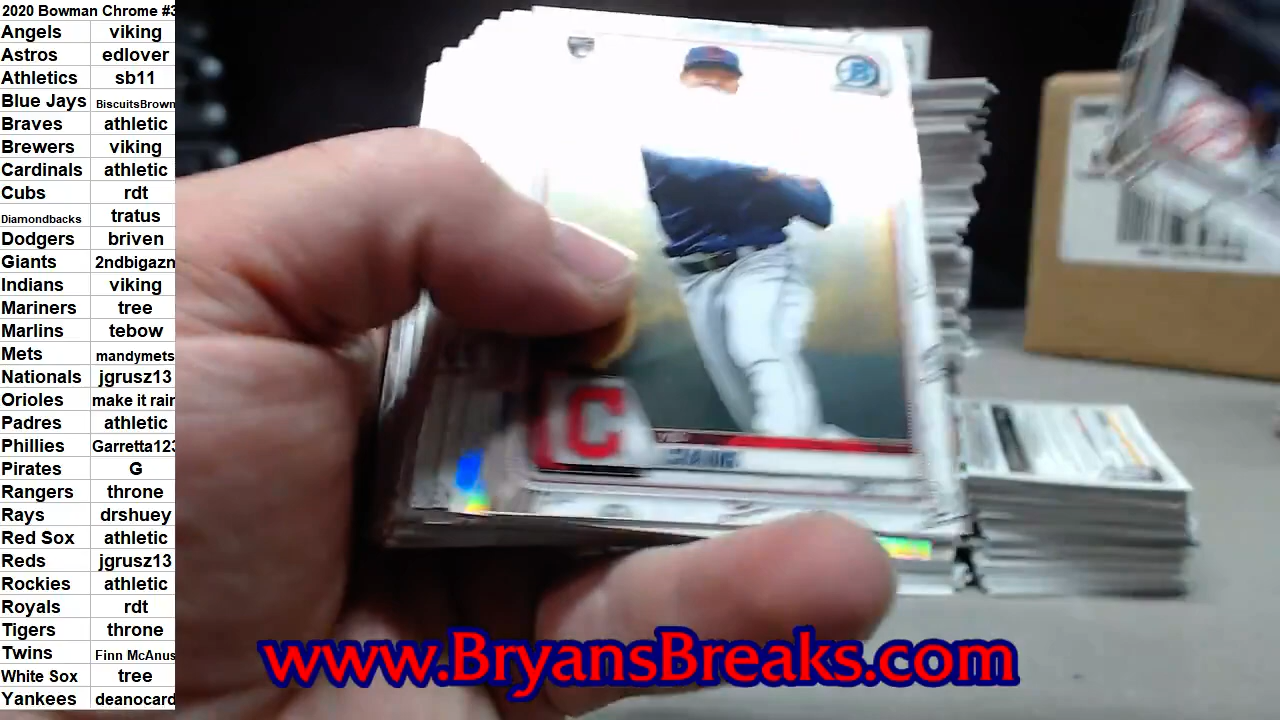 2020 Bowman Chrome #3
Angels viking
Astros edlover
Athletics sb11
Blue Jays BiscuitsBrown
Braves athletic
Brewers viking
Cardinals athletic
Cubs rdt
Diamondbacks tratus
Dodgers briven
Giants 2ndbigazn
Indians viking
Mariners tree
Marlins tebow
Mets mandymets
Nationals jgrusz13
Orioles make it rain
Padres athletic
Phillies Garretta123
Pirates G
Rangers throne
Rays drshuey
Red Sox athletic
Reds jgrusz13
Rockies athletic
Royals rdt
Tigers throne
Twins Finn McAnus
White Sox tree
Yankees deanocard
B
C
www.BryansBreaks.com